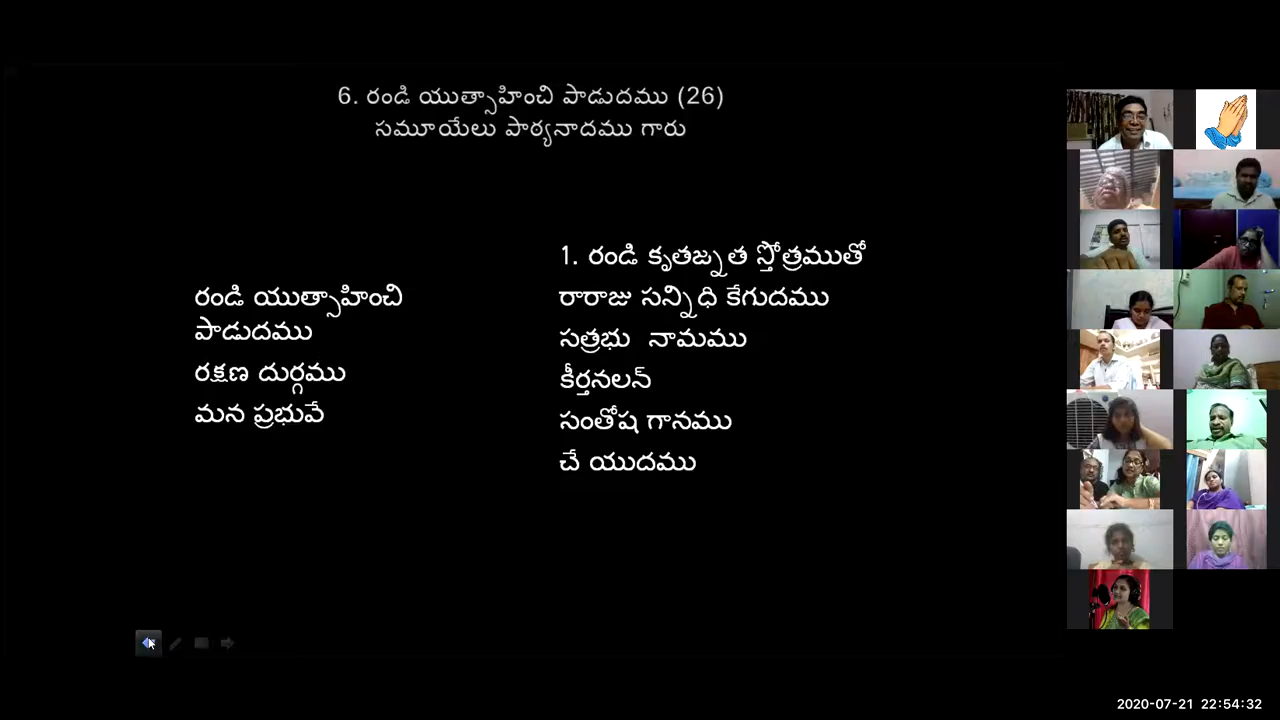 6. రండి యుత్సాహించి పాడుదము (26)
సమూయేలు పాఠ్యనాదము గారు
రండి యుత్సాహించి
పాడుదము
రక్షణ దుర్గము
మన ప్రభువే
1. రండి కృతజ్ఞత స్తోత్రముతో
రారాజు సన్నిధి కేగుదము
సత్ప్రభు నామము
కీర్తనలన్
సంతోష గానము
చే యుదము
2020-07-21 22:54:32